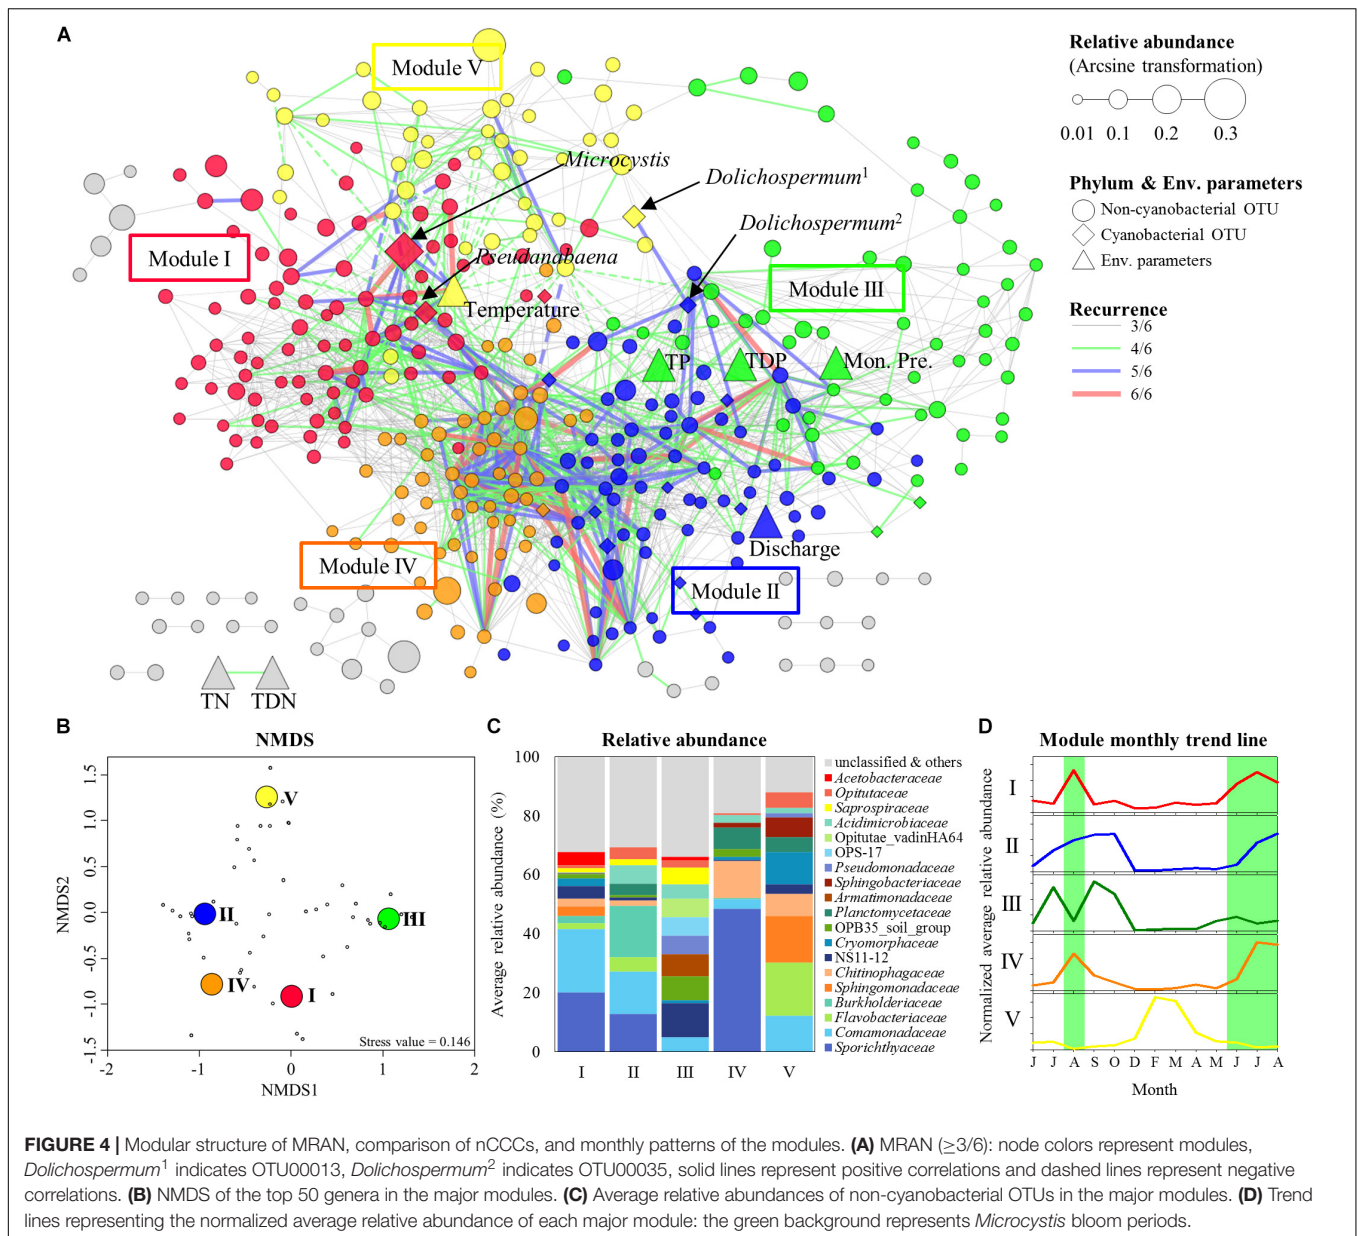 A
Module V
Microcystis
Dolichospermum1
Dolichospermum2
Module I
Pseudanabaena
Module III
Temperature
TP
TDP
Mon. Pre.
Discharge
Module IV
Module II
TN
TDN
Relative abundance
(Arcsine transformation)
0.01 0.1 0.2 0.3
Phylum & Env. parameters
Non-cyanobacterial OTU
Cyanobacterial OTU
Env. parameters
Recurrence
3/6
4/6
5/6
6/6
B
NMDS
NMDS2
1.5
1.0
0.5
0.0
-0.5
-1.0
-1.5
V
II
III
IV
I
Stress value = 0.146
-2 -1 0 1 2
NMDS1
C
Relative abundance
Average relative abundance (%)
100
80
60
40
20
0
I II III IV V
unclassified & others
Acetobacteraceae
Opitutaceae
Saprospiraceae
Acidimicrobiaceae
Opitutae_vadinHA64
OPS-17
Pseudomonadaceae
Sphingobacteriaceae
Armatimonadaceae
Planctomycetaceae
OPB35_soil_group
Cryomorphaceae
NS11-12
Chitinophagaceae
Sphingomonadaceae
Burkholderiaceae
Flavobacteriaceae
Comamonadaceae
Sporichthyaceae
D
Module monthly trend line
Normalized average relative abundance
I
II
III
IV
V
J J A S O D J F M A M J J A
Month
FIGURE 4 | Modular structure of MRAN, comparison of nCCCs, and monthly patterns of the modules. (A) MRAN (≥3/6): node colors represent modules,
Dolichospermum1 indicates OTU00013, Dolichospermum2 indicates OTU00035, solid lines represent positive correlations and dashed lines represent negative
correlations. (B) NMDS of the top 50 genera in the major modules. (C) Average relative abundances of non-cyanobacterial OTUs in the major modules. (D) Trend
lines representing the normalized average relative abundance of each major module: the green background represents Microcystis bloom periods.